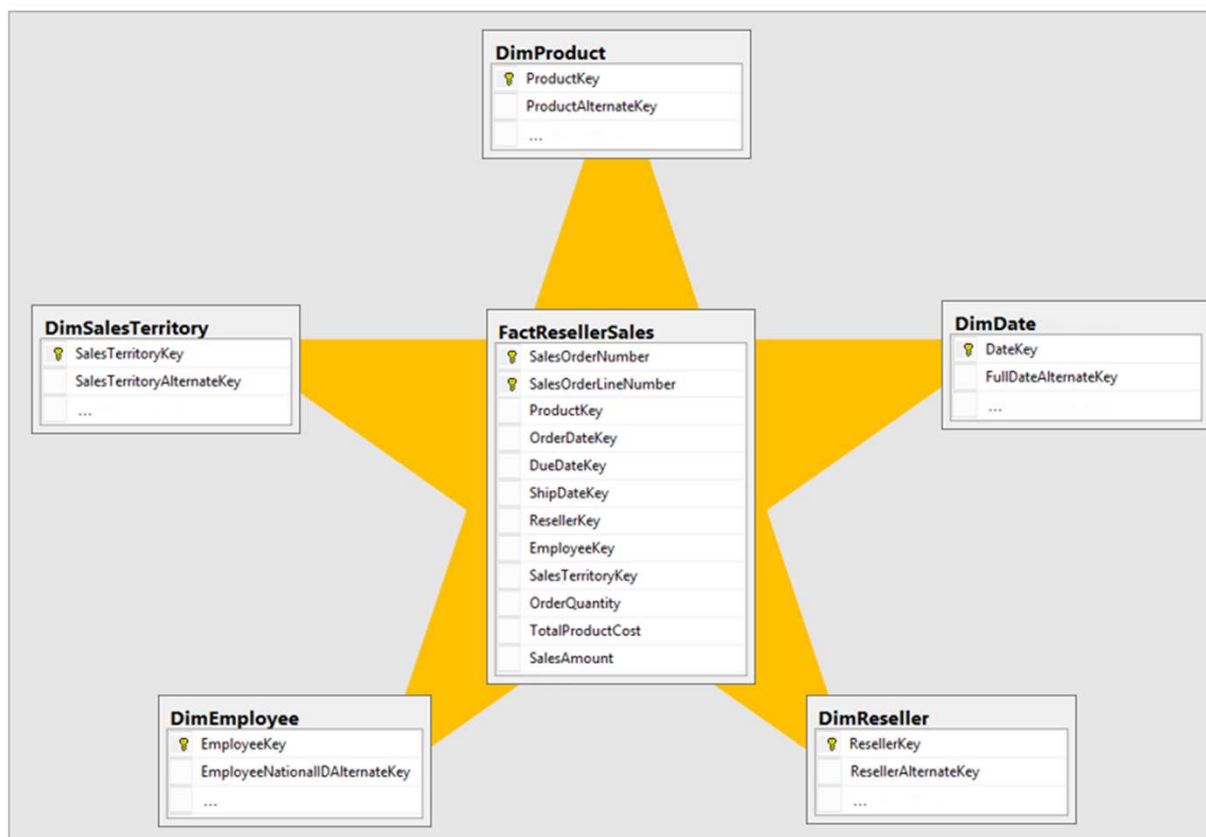 DimProduct
ProductKey
ProductAlternateKey
...
DimSalesTerritory
SalesTerritoryKey
SalesTerritoryAlternateKey
...
FactResellerSales
SalesOrderNumber
SalesOrderLineNumber
ProductKey
OrderDateKey
DueDateKey
ShipDateKey
ResellerKey
EmployeeKey
SalesTerritoryKey
OrderQuantity
TotalProductCost
SalesAmount
DimDate
DateKey
FullDateAlternateKey
...
DimEmployee
EmployeeKey
EmployeeNationalIDAlternateKey
...
DimReseller
ResellerKey
ResellerAlternateKey
...